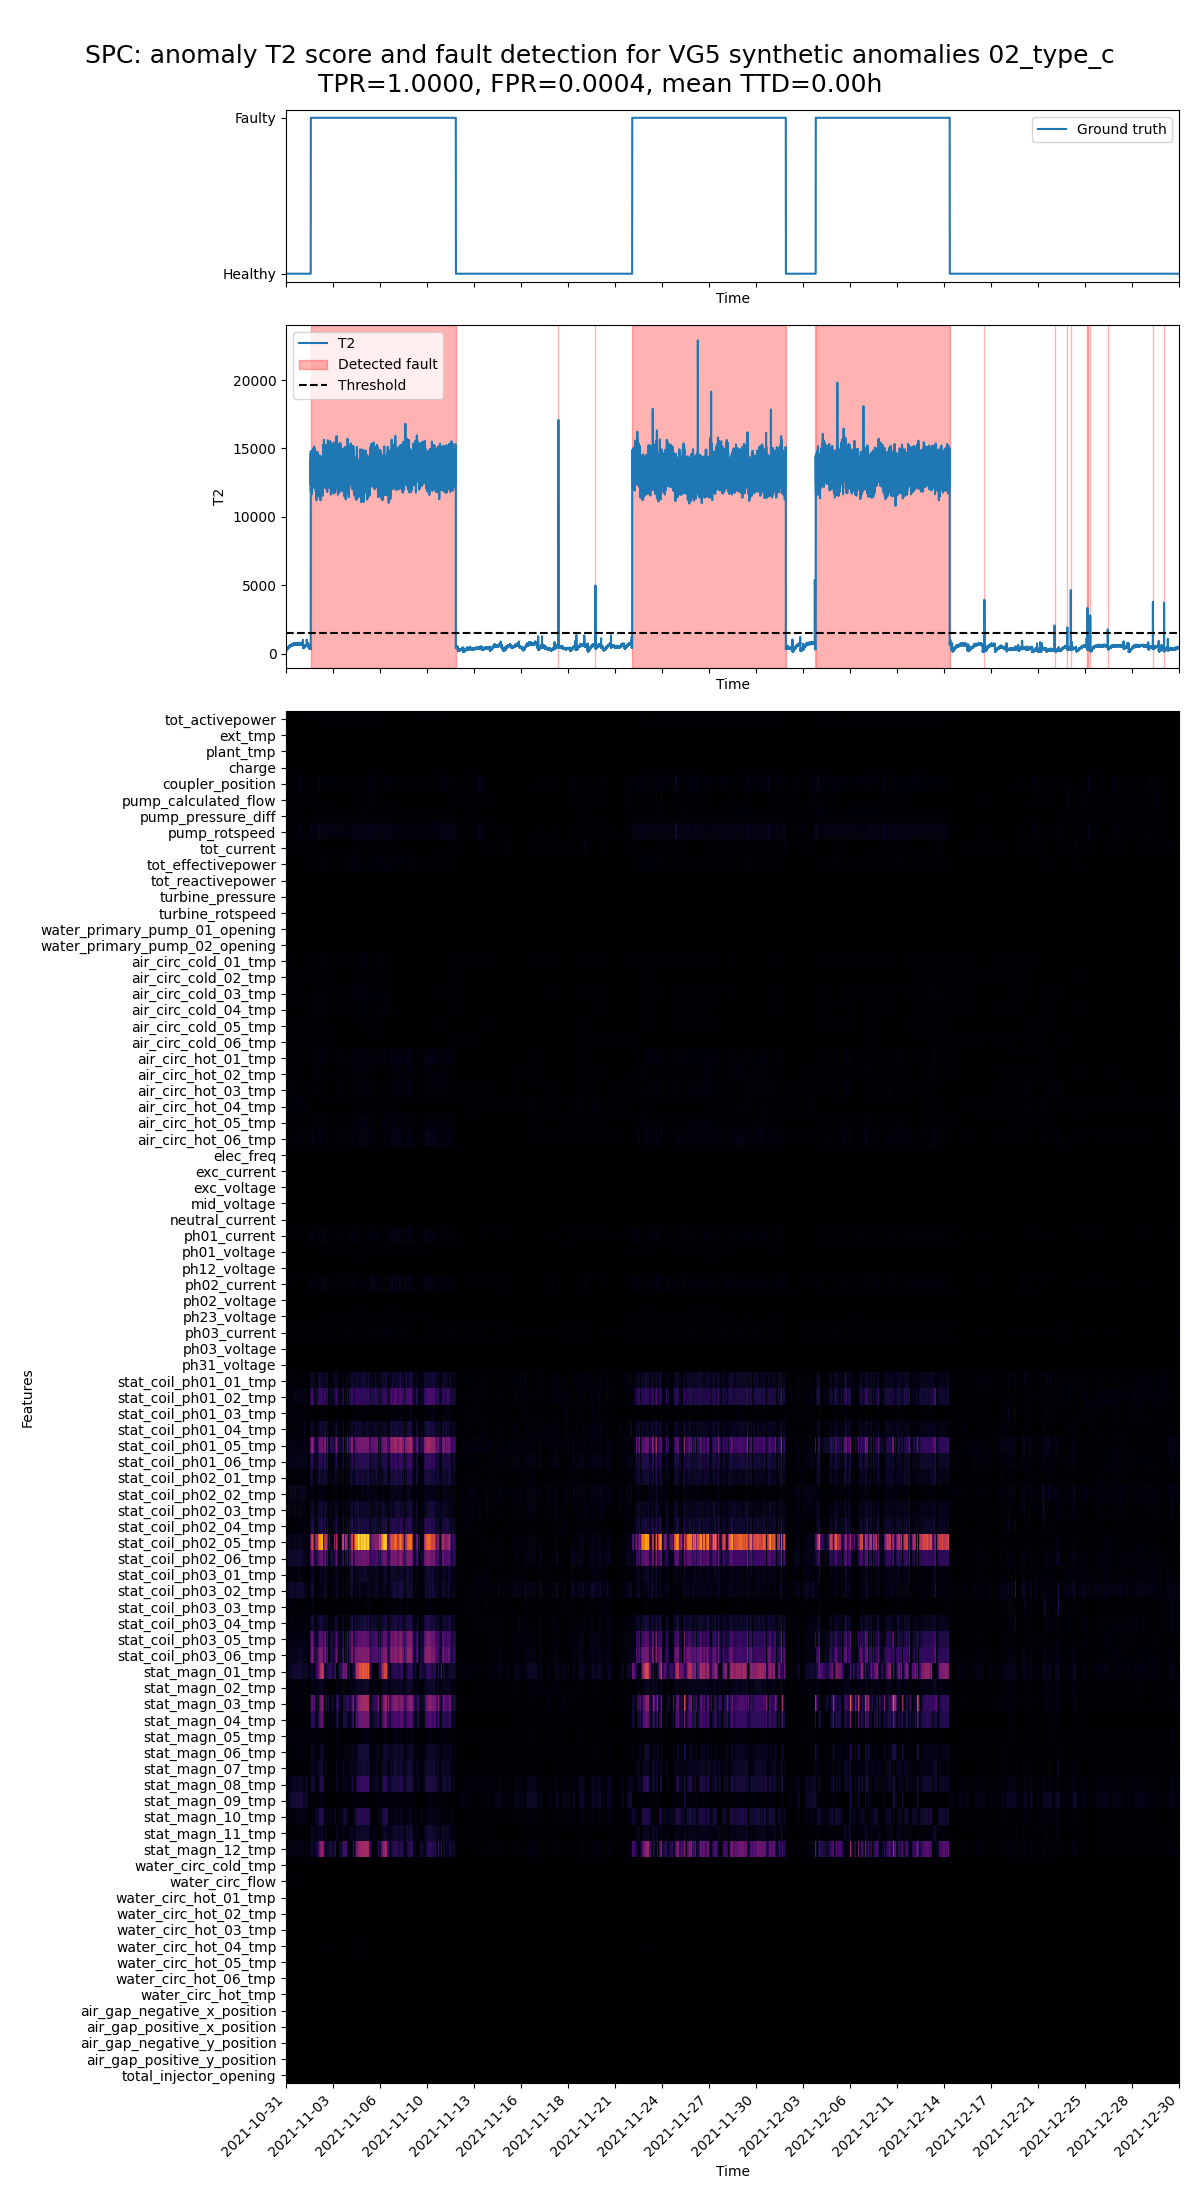 SPC: anomaly T2 score and fault detection for VG5 synthetic anomalies 02_type_c
TPR=1.0000, FPR=0.0004, mean TTD=0.00h
Faulty
Healthy
Ground truth
Time
T2
Detected fault
Threshold
20000
15000
10000
5000
0
T2
Time
tot_activepower
ext_tmp
plant_tmp
charge
coupler_position
pump_calculated_flow
pump_pressure_diff
pump_rotspeed
tot_current
tot_effectivepower
tot_reactivepower
turbine_pressure
turbine_rotspeed
water_primary_pump_01_opening
water_primary_pump_02_opening
air_circ_cold_01_tmp
air_circ_cold_02_tmp
air_circ_cold_03_tmp
air_circ_cold_04_tmp
air_circ_cold_05_tmp
air_circ_cold_06_tmp
air_circ_hot_01_tmp
air_circ_hot_02_tmp
air_circ_hot_03_tmp
air_circ_hot_04_tmp
air_circ_hot_05_tmp
air_circ_hot_06_tmp
elec_freq
exc_current
exc_voltage
mid_voltage
neutral_current
ph01_current
ph01_voltage
ph12_voltage
ph02_current
ph02_voltage
ph23_voltage
ph03_current
ph03_voltage
ph31_voltage
stat_coil_ph01_01_tmp
stat_coil_ph01_02_tmp
stat_coil_ph01_03_tmp
stat_coil_ph01_04_tmp
stat_coil_ph01_05_tmp
stat_coil_ph01_06_tmp
stat_coil_ph02_01_tmp
stat_coil_ph02_02_tmp
stat_coil_ph02_03_tmp
stat_coil_ph02_04_tmp
stat_coil_ph02_05_tmp
stat_coil_ph02_06_tmp
stat_coil_ph03_01_tmp
stat_coil_ph03_02_tmp
stat_coil_ph03_03_tmp
stat_coil_ph03_04_tmp
stat_coil_ph03_05_tmp
stat_coil_ph03_06_tmp
stat_magn_01_tmp
stat_magn_02_tmp
stat_magn_03_tmp
stat_magn_04_tmp
stat_magn_05_tmp
stat_magn_06_tmp
stat_magn_07_tmp
stat_magn_08_tmp
stat_magn_09_tmp
stat_magn_10_tmp
stat_magn_11_tmp
stat_magn_12_tmp
water_circ_cold_tmp
water_circ_flow
water_circ_hot_01_tmp
water_circ_hot_02_tmp
water_circ_hot_03_tmp
water_circ_hot_04_tmp
water_circ_hot_05_tmp
water_circ_hot_06_tmp
water_circ_hot_tmp
air_gap_negative_x_position
air_gap_positive_x_position
air_gap_negative_y_position
air_gap_positive_y_position
total_injector_opening
Features
2021-10-31
2021-11-03
2021-11-06
2021-11-10
2021-11-13
2021-11-16
2021-11-18
2021-11-21
2021-11-24
2021-11-27
2021-11-30
2021-12-03
2021-12-06
2021-12-11
2021-12-14
2021-12-17
2021-12-21
2021-12-25
2021-12-28
2021-12-30
Time